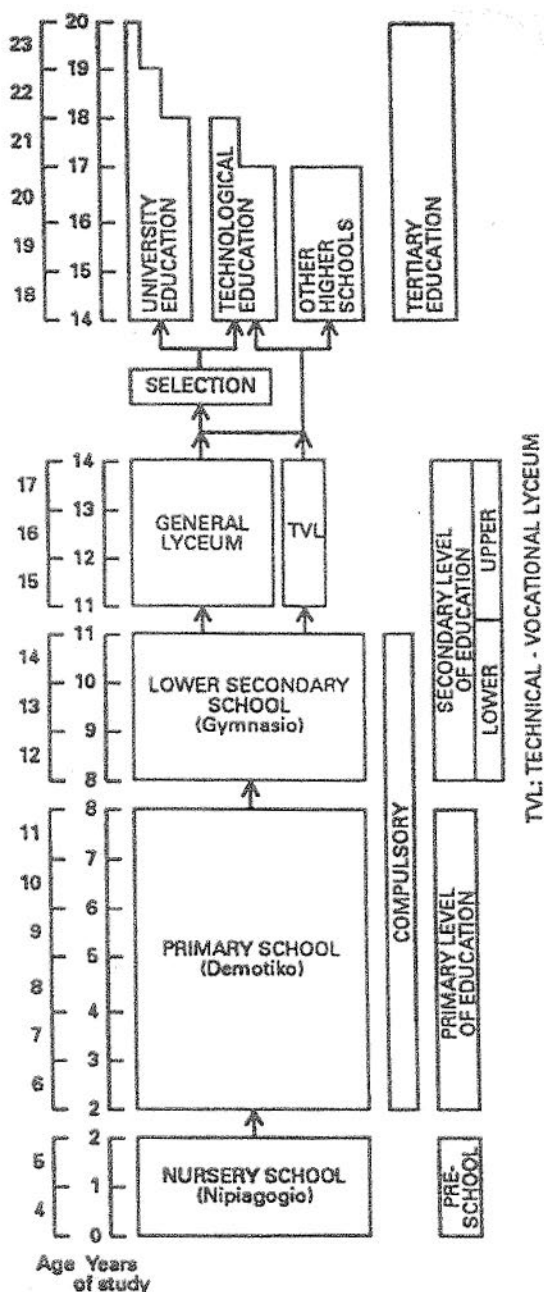 23
22
21
20
19
18
20
19
18
17
16
15
14
UNIVERSITY
EDUCATION
TECHNOLOGICAL
EDUCATION
OTHER
HIGHER
SCHOOLS
TERTIARY
EDUCATION
SELECTION
17
16
15
14
13
12
11
GENERAL
LYCEUM
TVL
SECONDARY LEVEL
OF EDUCATION
UPPER
LOWER
TVL: TECHNICAL - VOCATIONAL LYCEUM
14
13
12
11
10
9
8
LOWER SECONDARY
SCHOOL
(Gymnasio)
COMPULSORY
11
10
9
8
7
6
8
7
6
5
4
3
2
PRIMARY SCHOOL
(Demotiko)
PRIMARY LEVEL
OF EDUCATION
5
4
2
1
0
NURSERY SCHOOL
(Nipiagogio)
PRE-
SCHOOL
Age Years
of study